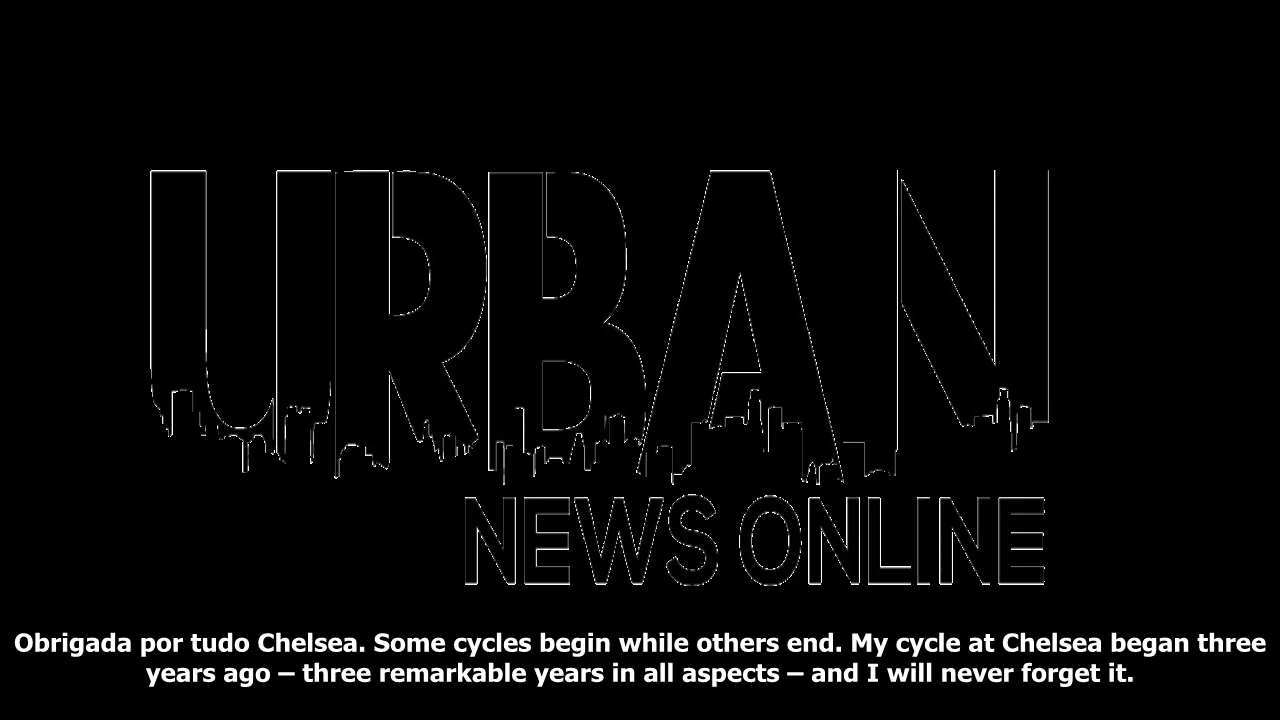 URBAN
NEWS ONLINE
Obrigada por tudo Chelsea. Some cycles begin while others end. My cycle at Chelsea began three
years ago – three remarkable years in all aspects – and I will never forget it.